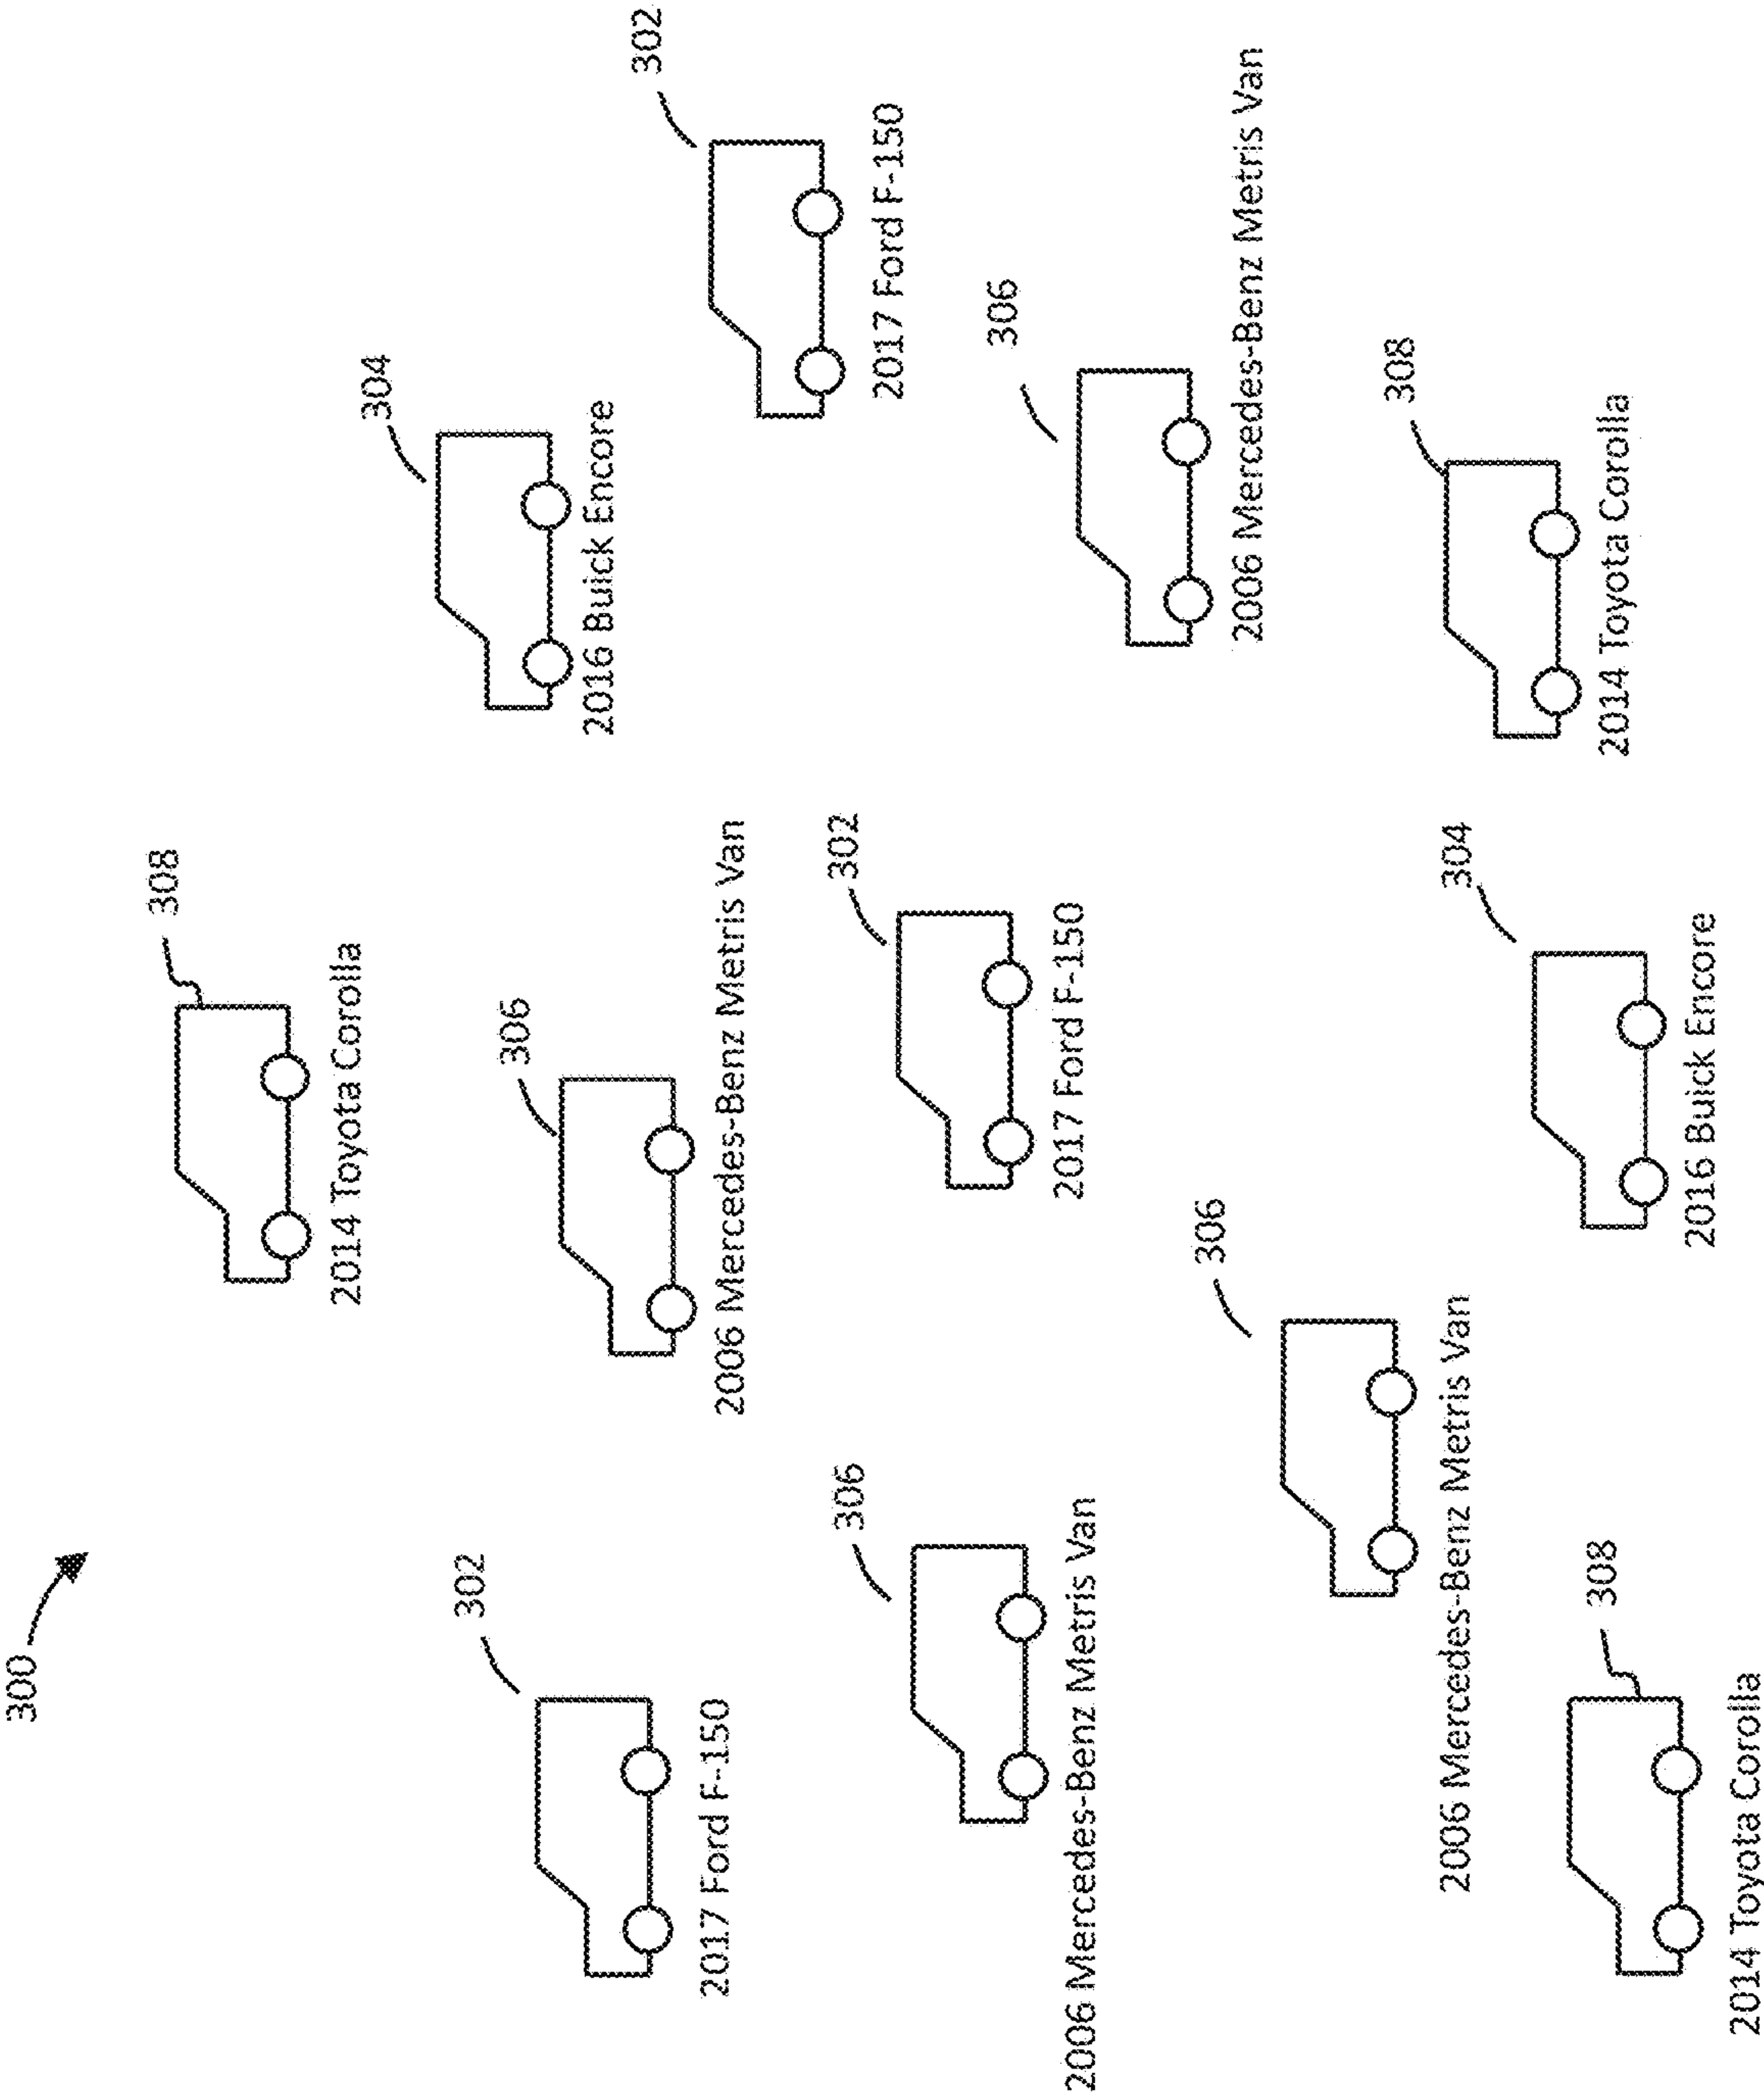 300
308
2014 Toyota Corolla
304
302
306
2016 Buick Encore
302
2017 Ford F-150
2006 Mercedes-Benz Metris Van
306
302
2017 Ford F-150
306
2006 Mercedes-Benz Metris Van
2017 Ford F-150
306
2006 Mercedes-Benz Metris Van
308
2006 Mercedes-Benz Metris Van
304
308
2014 Toyota Corolla
2016 Buick Encore
2014 Toyota Corolla